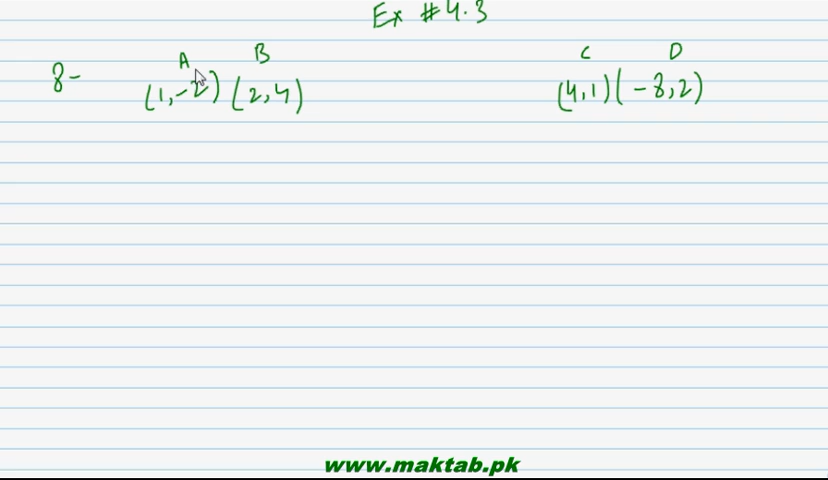 Ex #4.3
A B C D
8- (1,-2) (2,4) (4,1) (-8,2)
www.maktab.pk